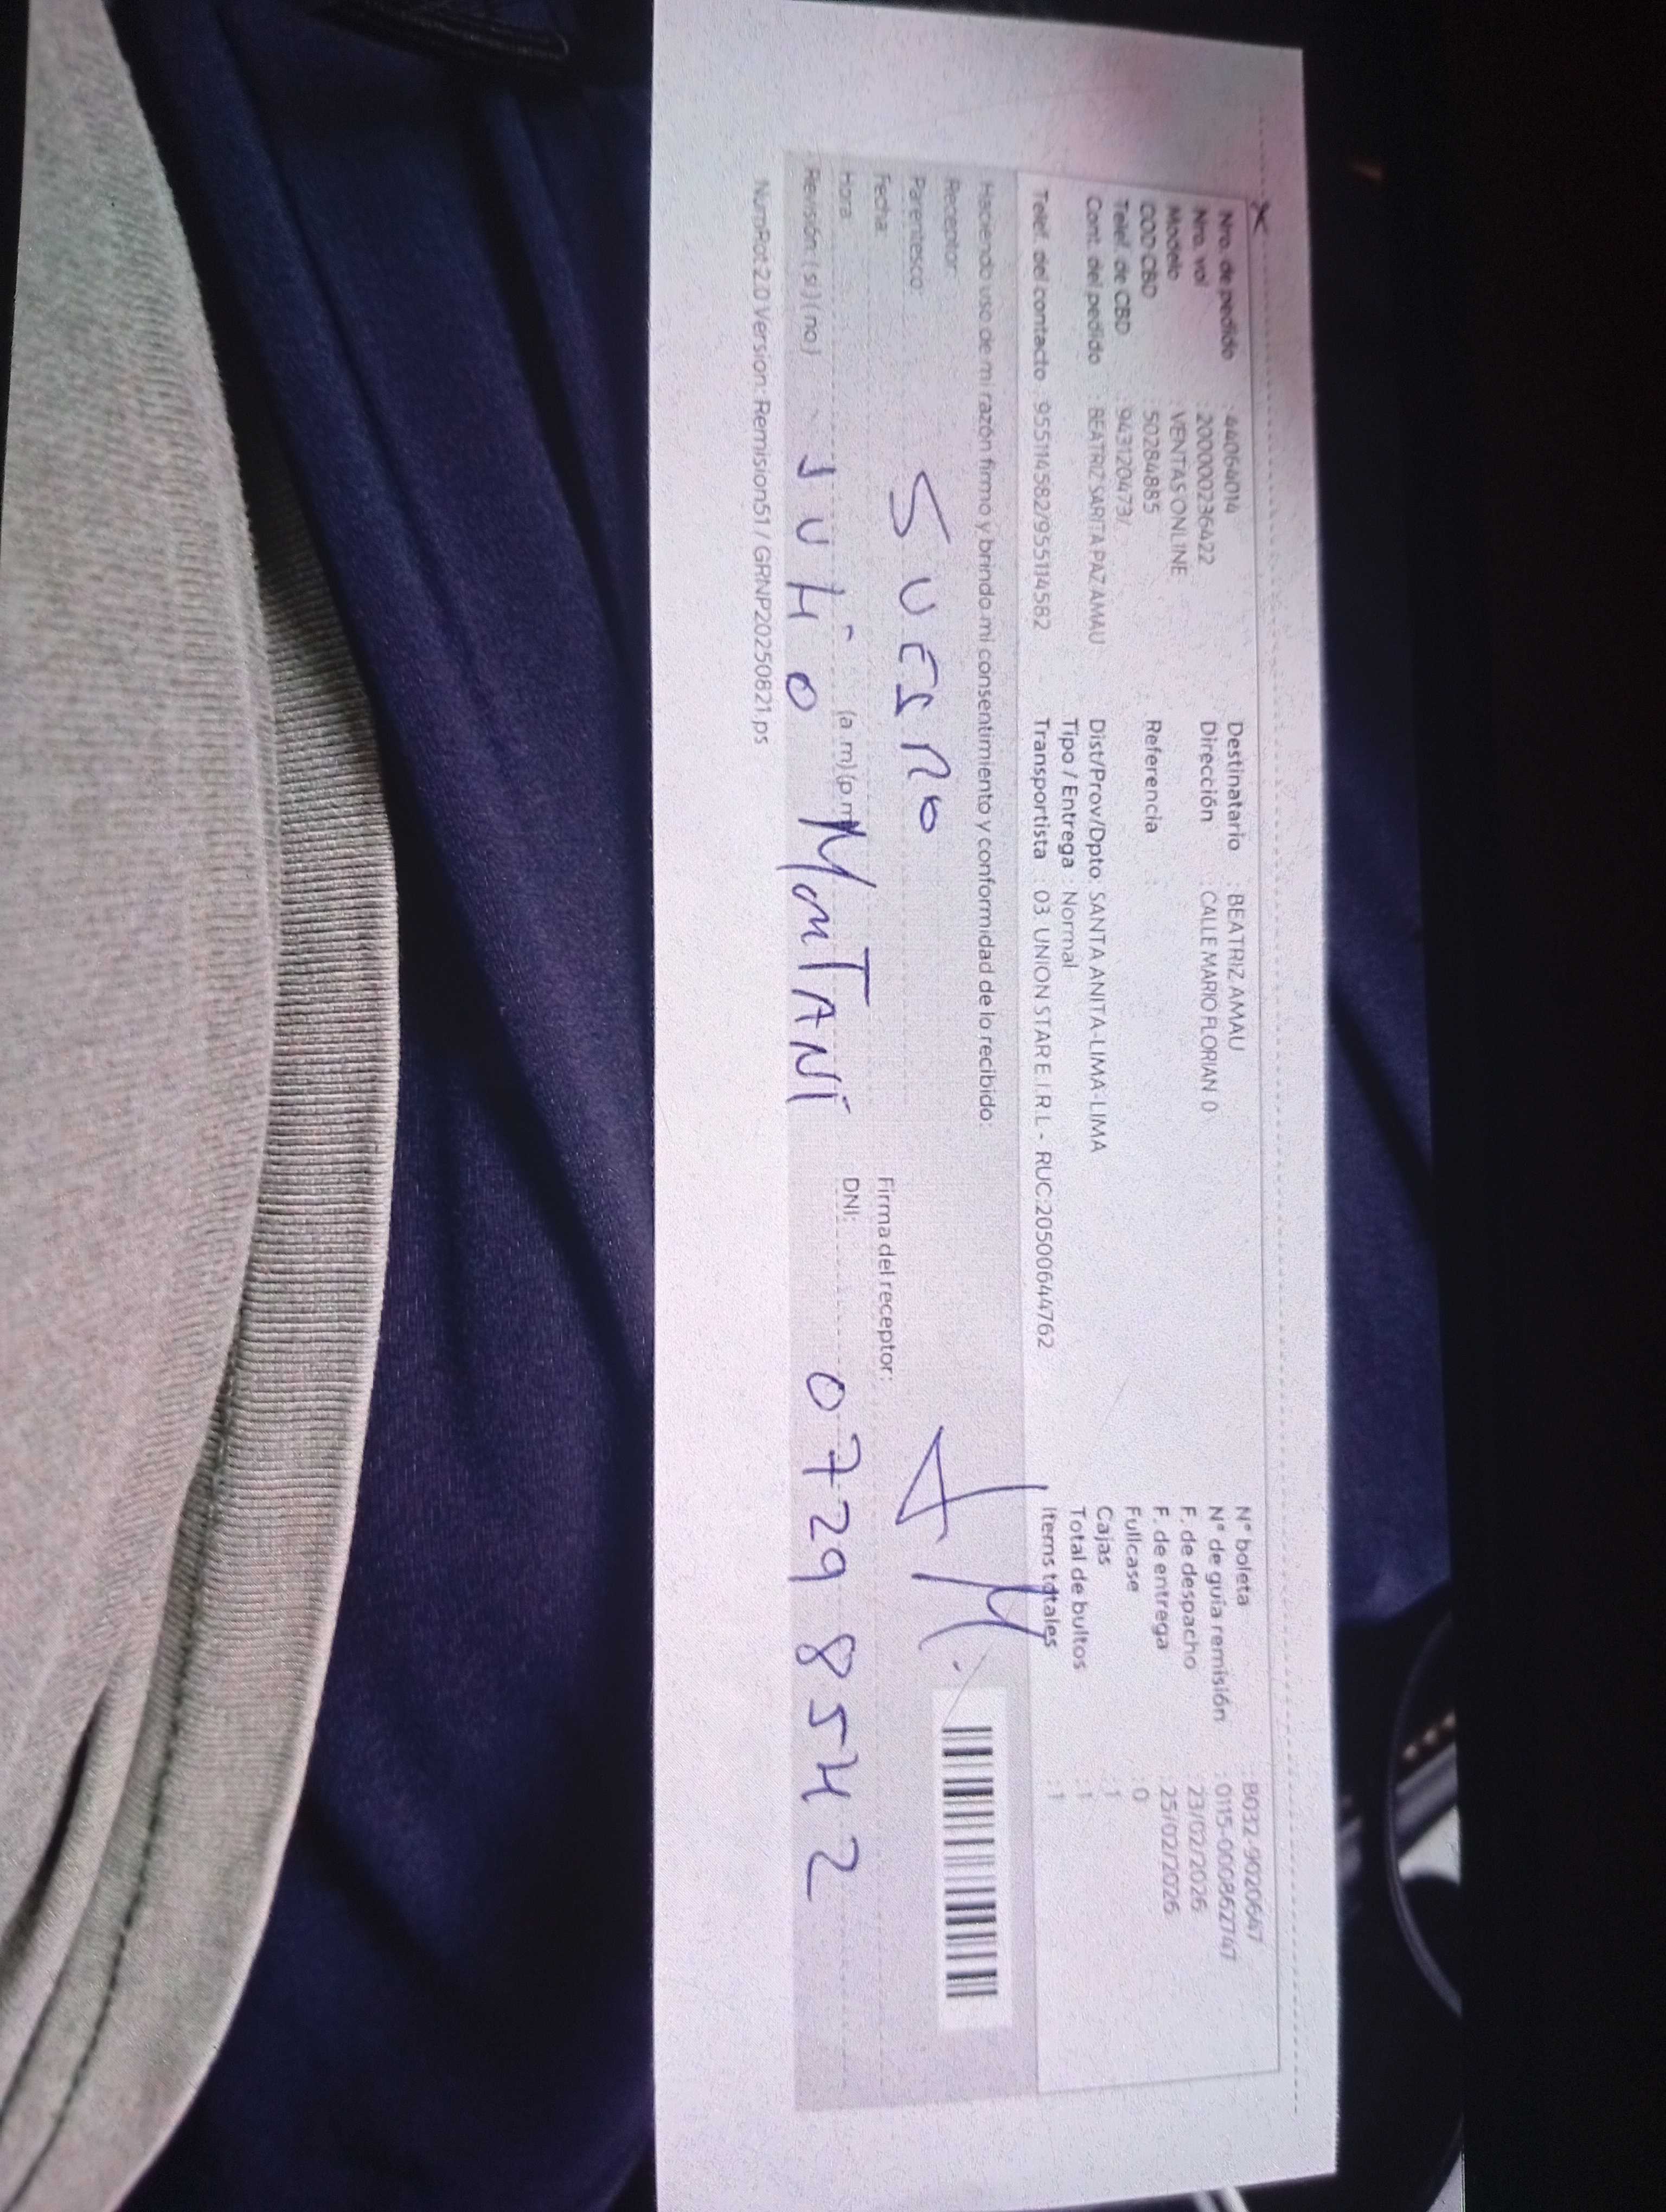 Nro. de pedido : 44064014
Nro. vol : 2000000236422
Modelo : VENTAS ONLINE
COD CBD : 50284885
Telef. de CBD : 943120473/
Cont. del pedido : BEATRIZ SARITA PAZ AMAU
Telef. del contacto : 955114582/955114582
Destinatario : BEATRIZ AMAU
Dirección : CALLE MARIO FLORIAN 0
Referencia :
Dist/Prov/Dpto: SANTA ANITA-LIMA-LIMA
Tipo / Entrega : Normal
Transportista : 03 UNION STAR E.I.R.L - RUC:20500644762
N° boleta : B032-9020647
N° de guía remisión : 0115-000862747
F. de despacho : 23/02/2026
F. de entrega : 25/02/2026
Fullcase : 0
Cajas : 1
Total de bultos : 1
Items totales : 1
Haciendo uso de mi razón firmo y brindo mi consentimiento y conformidad de lo recibido:
Receptor:
Parentesco:
SUEGRO
Fecha:
Hora: (a.m)(p.m)
Revisión: ( si ) ( no )
JULIO MONTANI
Firma del receptor:
DNI: 07298542
NumRot 2.0 Version: Remision51 / GRNP20250821.ps